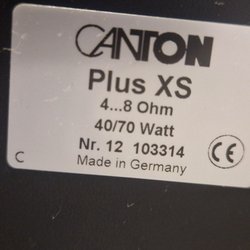 CANTON
Plus XS
4...8 Ohm
40/70 Watt
Nr. 12 103314
Made in Germany
C CE